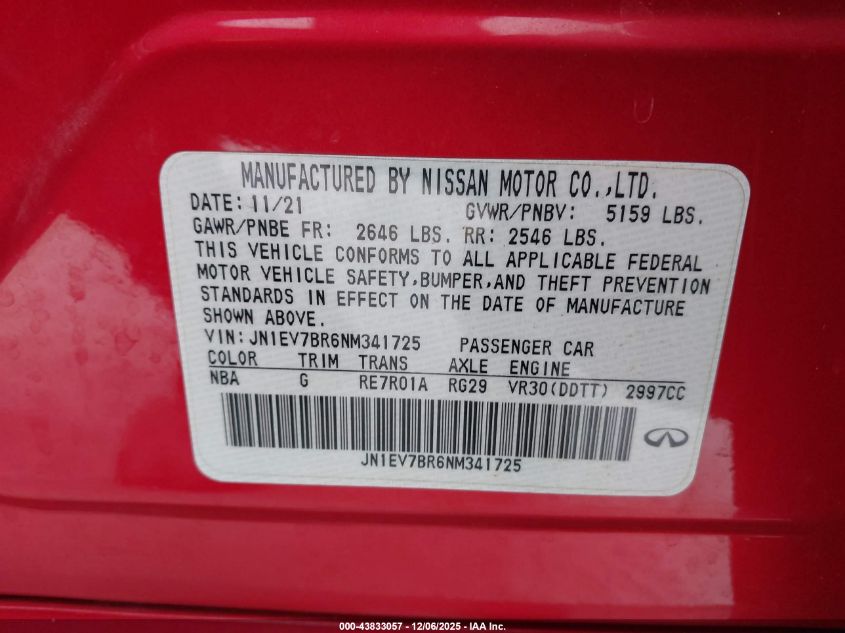 MANUFACTURED BY NISSAN MOTOR CO.,LTD.
DATE: 11/21 GVWR/PNBV: 5159 LBS.
GAWR/PNBE FR: 2646 LBS. RR: 2546 LBS.
THIS VEHICLE CONFORMS TO ALL APPLICABLE FEDERAL
MOTOR VEHICLE SAFETY,BUMPER,AND THEFT PREVENTION
STANDARDS IN EFFECT ON THE DATE OF MANUFACTURE
SHOWN ABOVE.
VIN:JN1EV7BR6NM341725 PASSENGER CAR
COLOR TRIM TRANS AXLE ENGINE
NBA G RE7R01A RG29 VR30(DDTT) 2997CC
JN1EV7BR6NM341725
000-43833057 - 12/06/2025 - IAA Inc.